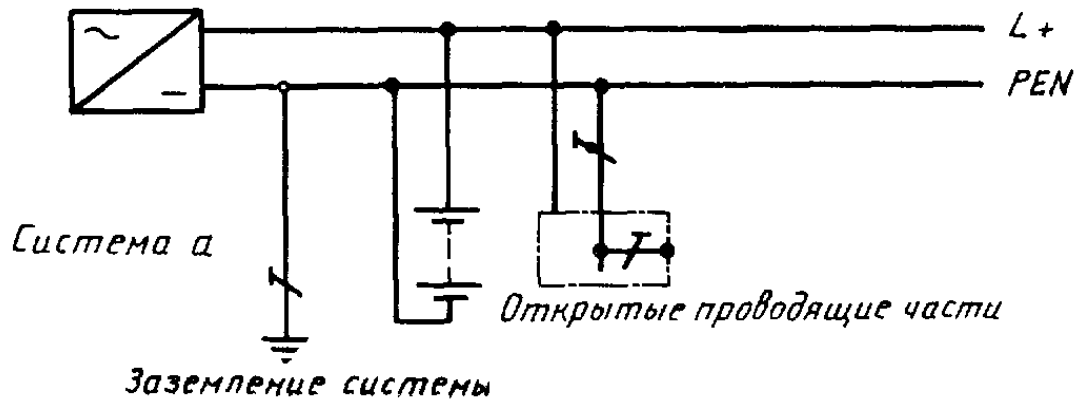 L+
PEN
Система а
Открытые проводящие части
Заземление системы